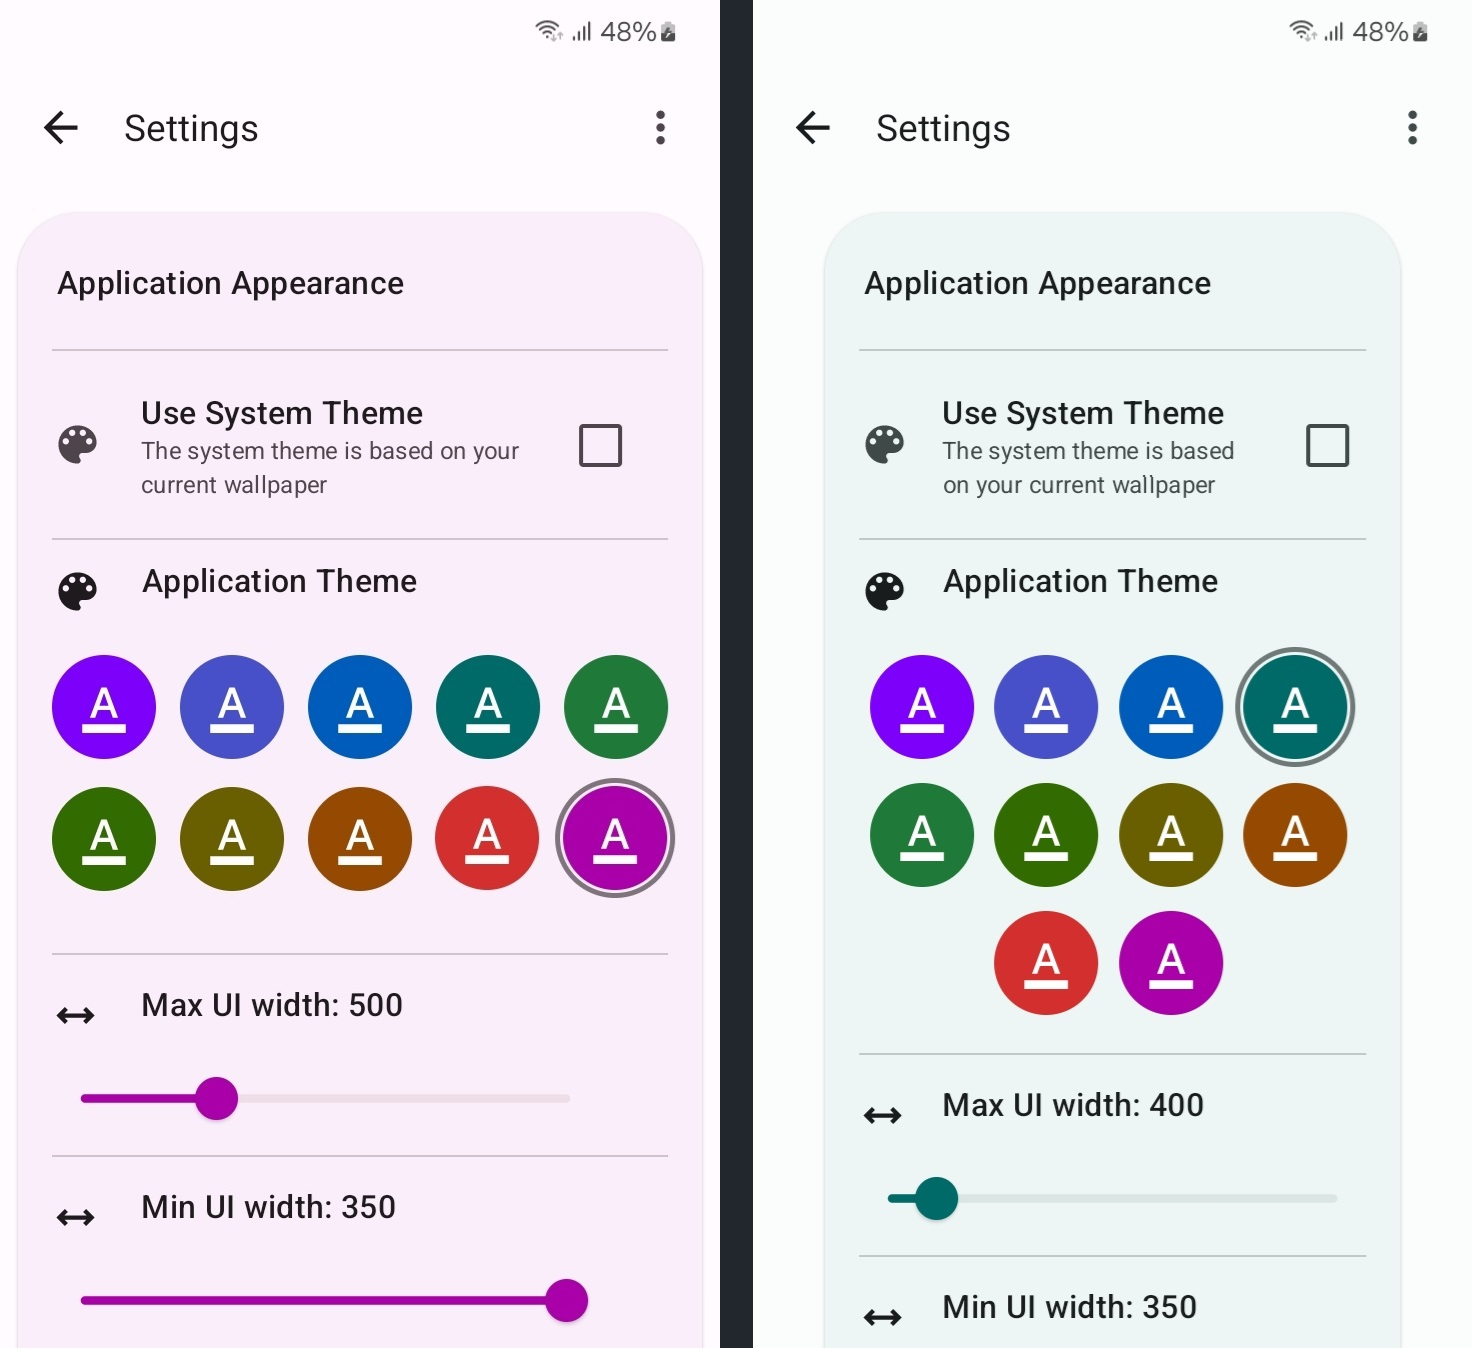 48%
Settings
Application Appearance
Use System Theme
The system theme is based on your
current wallpaper
Application Theme
A A A A A
A A A A A
Max UI width: 500
Min UI width: 350
48%
Settings
Application Appearance
Use System Theme
The system theme is based
on your current wallpaper
Application Theme
A A A A
A A A A
A A
Max UI width: 400
Min UI width: 350